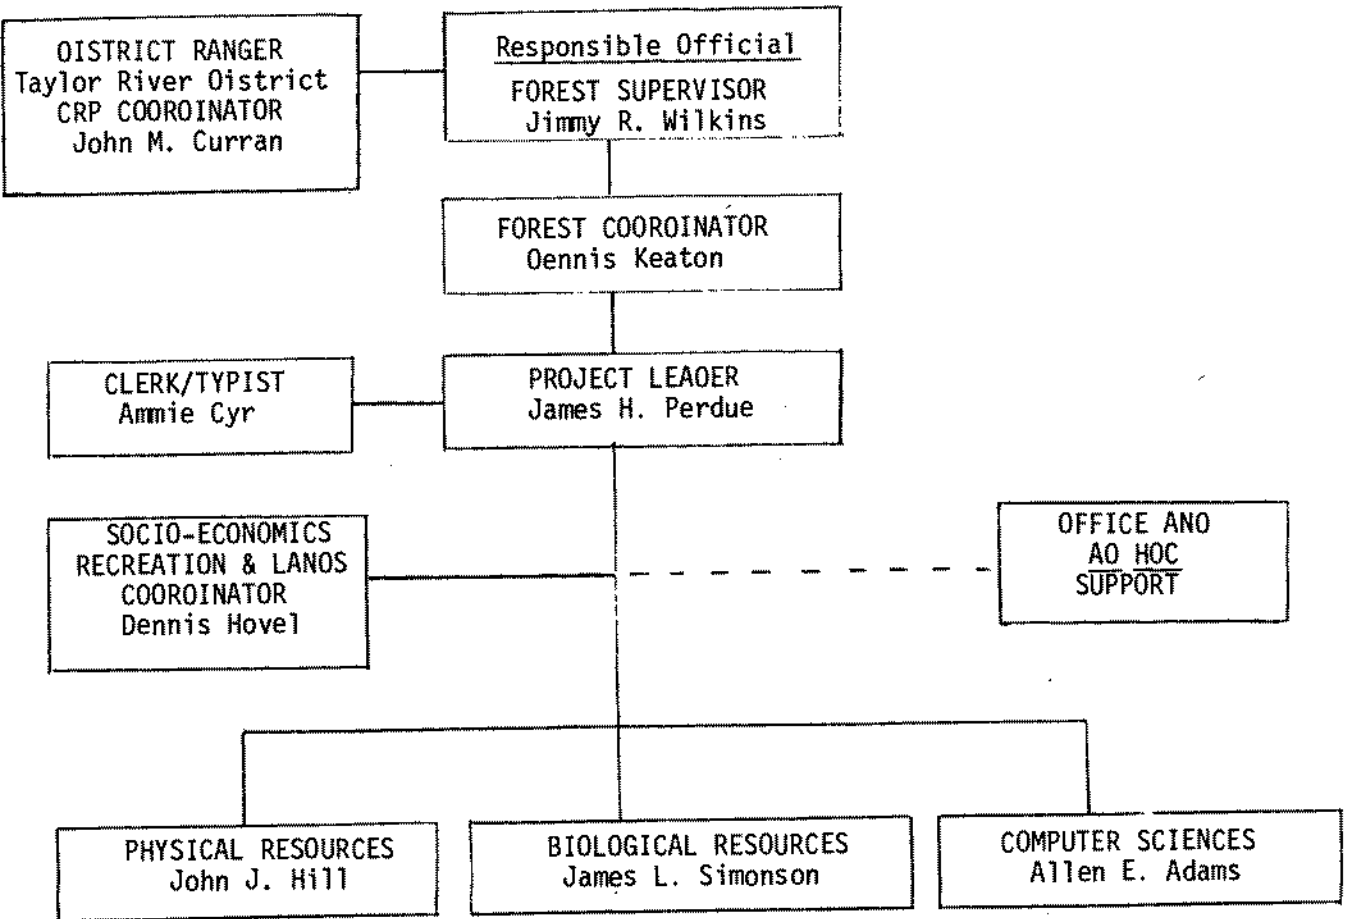 OISTRICT RANGER
Taylor River Oistrict
CRP COOROINATOR
John M. Curran
Responsible Official
FOREST SUPERVISOR
Jimmy R. Wilkins
FOREST COOROINATOR
Oennis Keaton
CLERK/TYPIST
Ammie Cyr
PROJECT LEAOER
James H. Perdue
SOCIO-ECONOMICS
RECREATION & LANOS
COOROINATOR
Dennis Hovel
OFFICE ANO
AO HOC
SUPPORT
PHYSICAL RESOURCES
John J. Hill
BIOLOGICAL RESOURCES
James L. Simonson
COMPUTER SCIENCES
Allen E. Adams